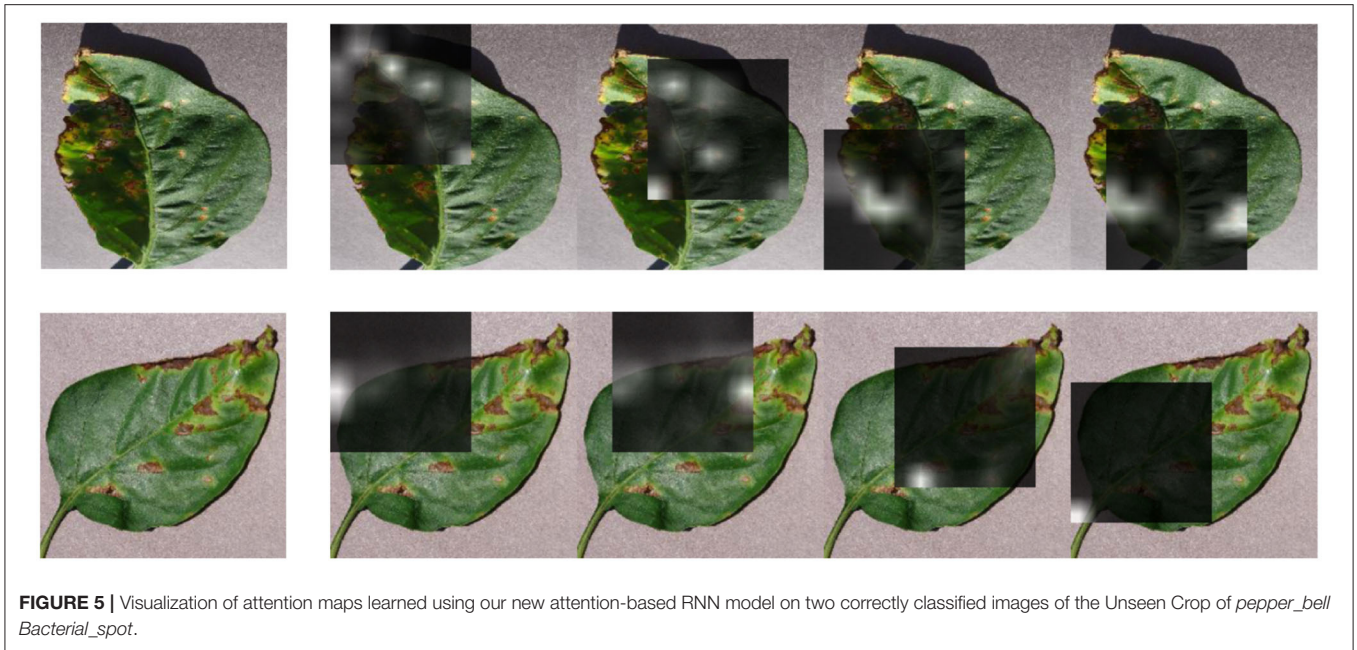 FIGURE 5 | Visualization of attention maps learned using our new attention-based RNN model on two correctly classified images of the Unseen Crop of pepper_bell
Bacterial_spot.